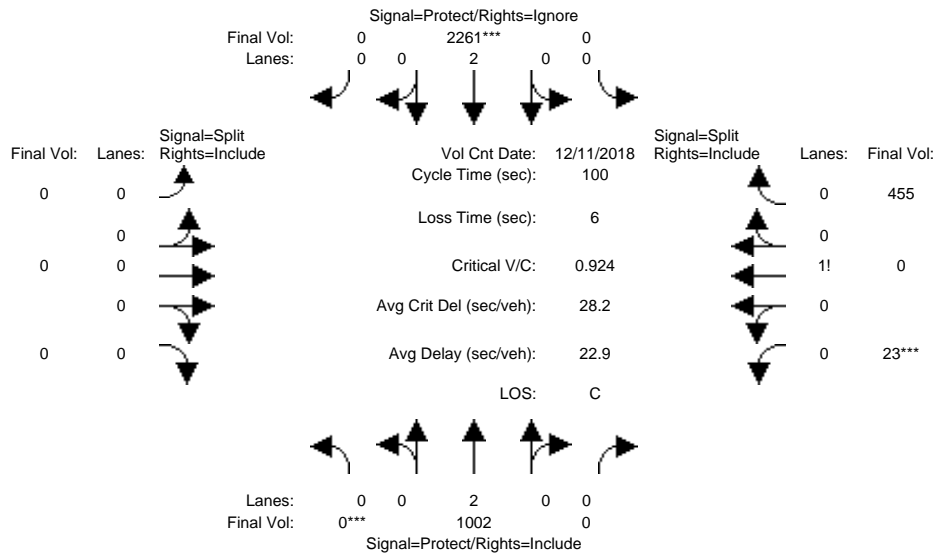 Signal=Protect/Rights=Ignore
Final Vol: 0 2261*** 0
Lanes: 0 0 2 0 0
Signal=Split Signal=Split
Final Vol: Lanes: Rights=Include Vol Cnt Date: 12/11/2018 Rights=Include Lanes: Final Vol:
Cycle Time (sec): 100
0 0 0 455
Loss Time (sec): 6
0 0
0 0 Critical V/C: 0.924 1! 0
0 Avg Crit Del (sec/veh): 28.2 0
0 0 Avg Delay (sec/veh): 22.9 0 23***
LOS: C
Lanes: 0 0 2 0 0
Final Vol: 0*** 1002 0
Signal=Protect/Rights=Include